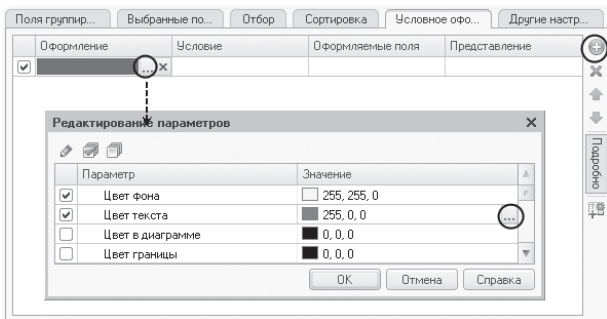 Поля группир...
Выбранные по...
Отбор
Сортировка
Условное офо...
Другие настр...
Оформление
Условие
Оформляемые поля
Представление
...
Подробно
Редактирование параметров
Параметр
Значение
Цвет фона
255, 255, 0
Цвет текста
255, 0, 0
...
Цвет в диаграмме
0, 0, 0
Цвет границы
0, 0, 0
OK
Отмена
Справка